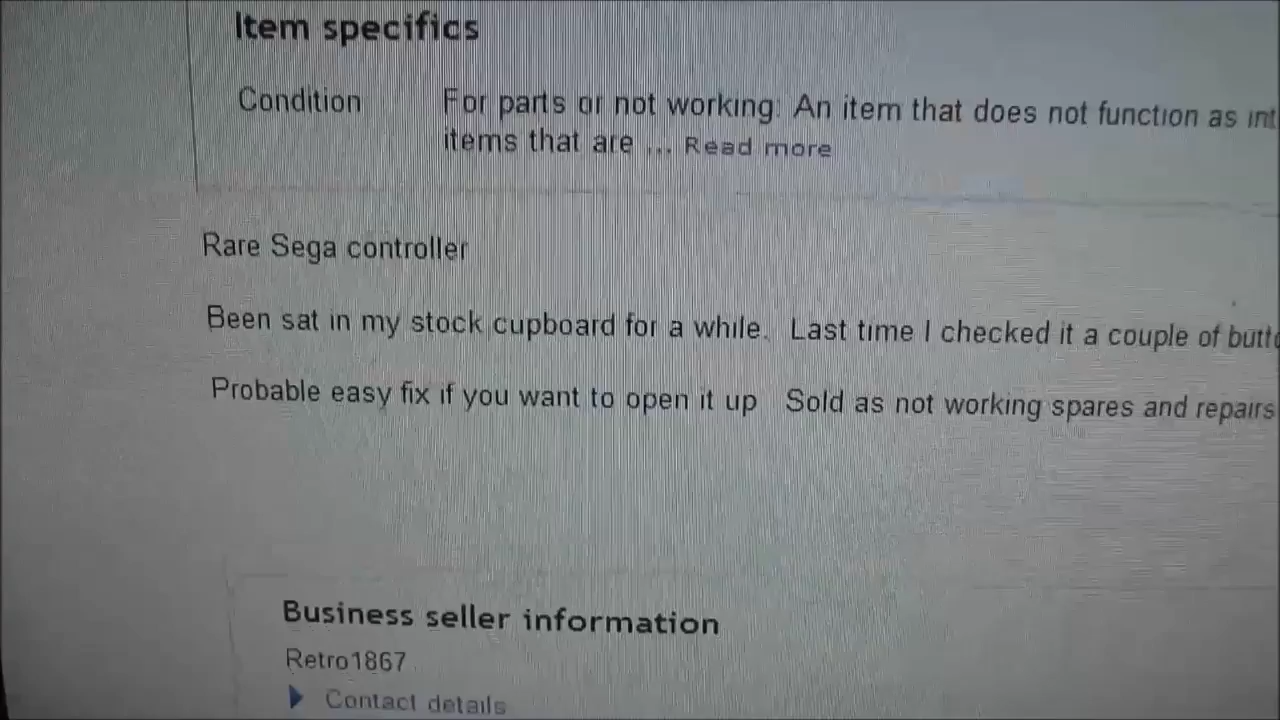 Item specifics
Condition For parts or not working: An item that does not function as
items that are ... Read more
Rare Sega controller
Been sat in my stock cupboard for a while. Last time I checked it a couple of
Probable easy fix if you want to open it up Sold as not working spares and repairs
Business seller information
Retro1867
Contact details